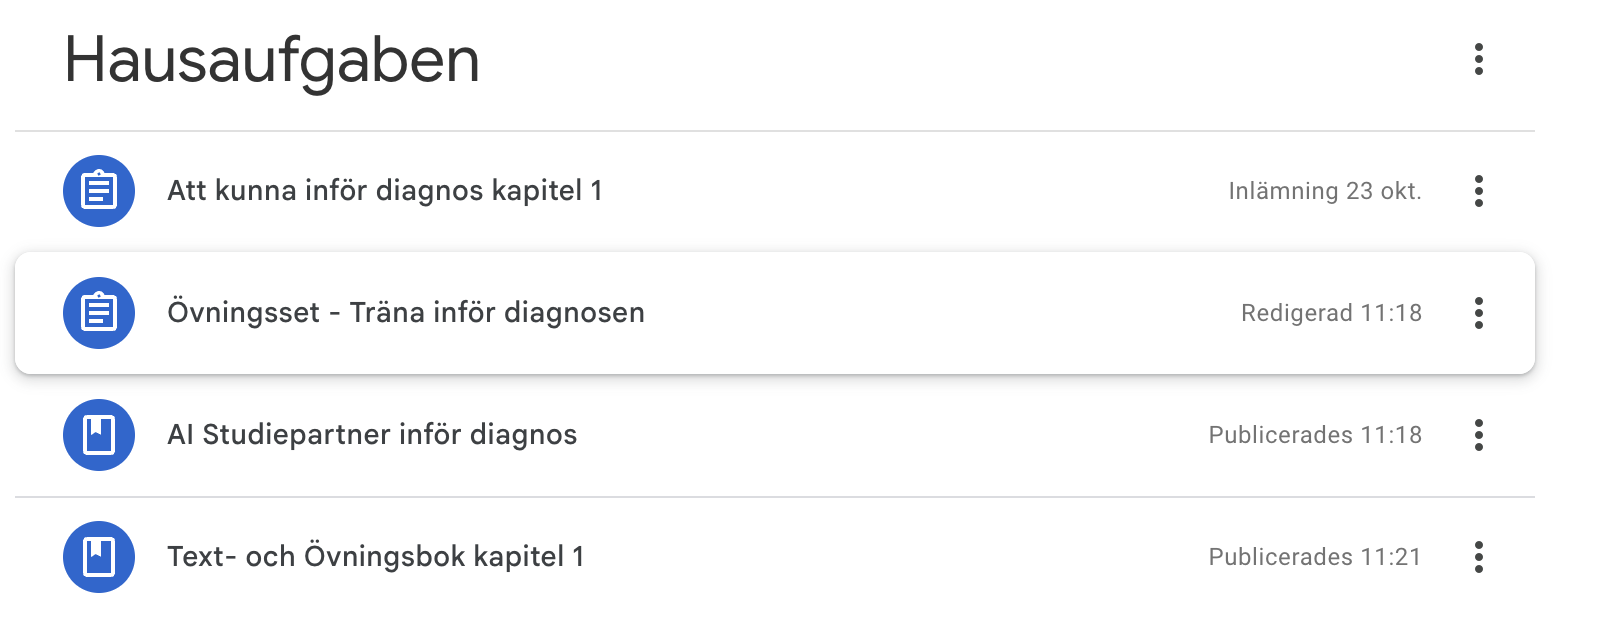 Hausaufgaben
Att kunna inför diagnos kapitel 1 Inlämning 23 okt.
Övningsset - Träna inför diagnosen Redigerad 11:18
AI Studiepartner inför diagnos Publicerades 11:18
Text- och Övningsbok kapitel 1 Publicerades 11:21